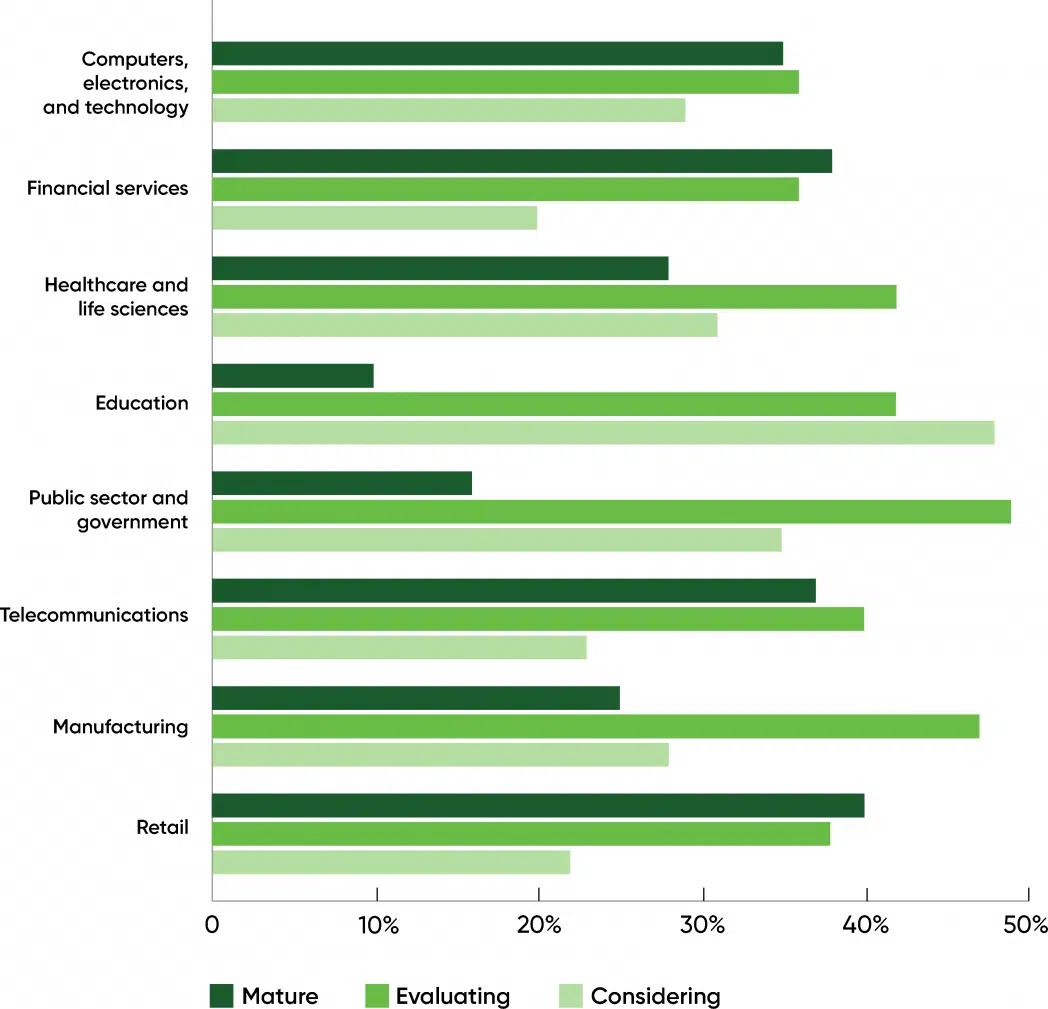 Computers,
electronics,
and technology
Financial services
Healthcare and
life sciences
Education
Public sector and
government
Telecommunications
Manufacturing
Retail
0 10% 20% 30% 40% 50%
Mature Evaluating Considering